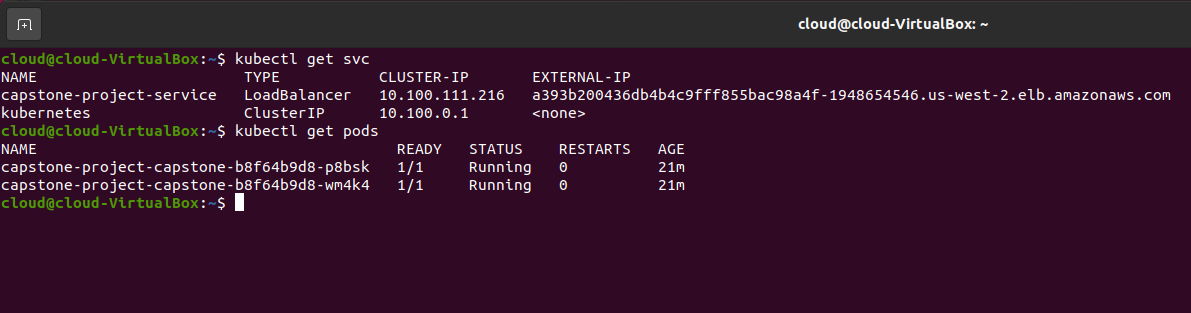 cloud@cloud-VirtualBox: ~
cloud@cloud-VirtualBox:~$ kubectl get svc
NAME TYPE CLUSTER-IP EXTERNAL-IP
capstone-project-service LoadBalancer 10.100.111.216 a393b200436db4b4c9fff855bac98a4f-1948654546.us-west-2.elb.amazonaws.com
kubernetes ClusterIP 10.100.0.1 <none>
cloud@cloud-VirtualBox:~$ kubectl get pods
NAME READY STATUS RESTARTS AGE
capstone-project-capstone-b8f64b9d8-p8bsk 1/1 Running 0 21m
capstone-project-capstone-b8f64b9d8-wm4k4 1/1 Running 0 21m
cloud@cloud-VirtualBox:~$